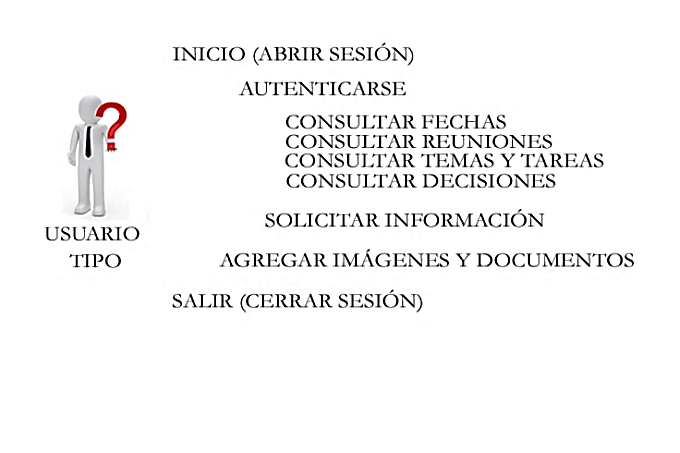 INICIO (ABRIR SESIÓN)
AUTENTICARSE
CONSULTAR FECHAS
CONSULTAR REUNIONES
CONSULTAR TEMAS Y TAREAS
CONSULTAR DECISIONES
SOLICITAR INFORMACIÓN
USUARIO
TIPO
AGREGAR IMÁGENES Y DOCUMENTOS
SALIR (CERRAR SESIÓN)